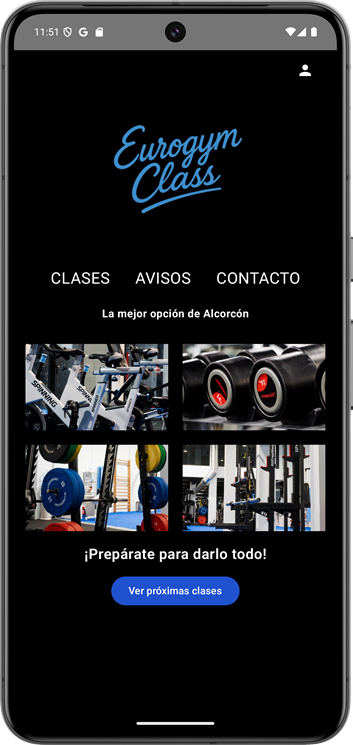 11:51
Eurogym
Class
CLASES AVISOS CONTACTO
La mejor opción de Alcorcón
SPINNING
SPINNING
¡Prepárate para darlo todo!
Ver próximas clases